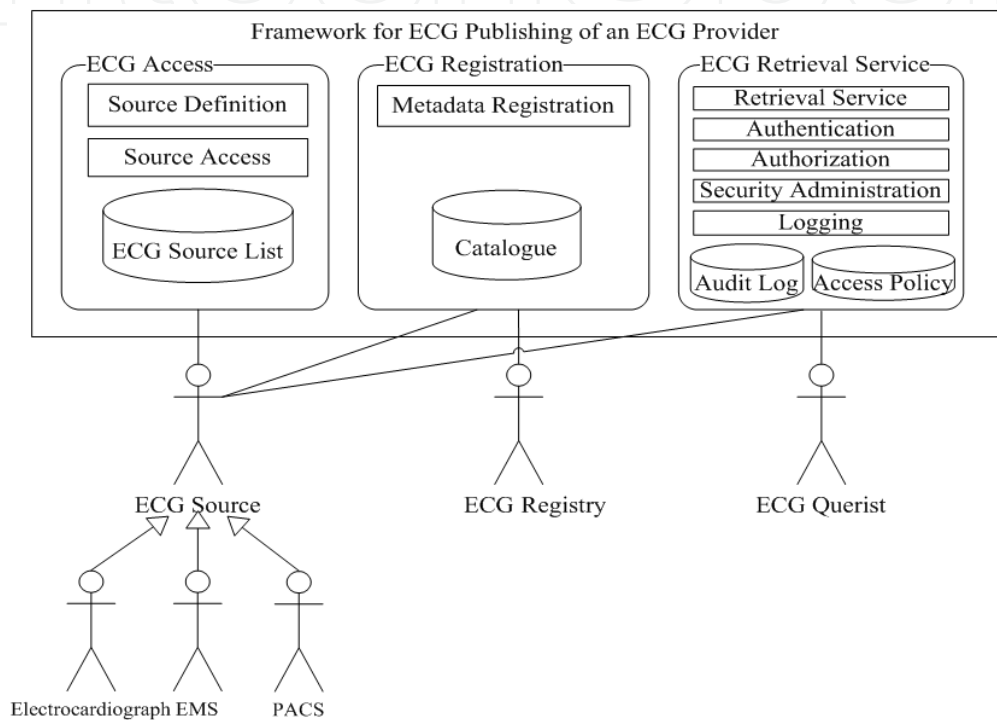 Framework for ECG Publishing of an ECG Provider
ECG Access
Source Definition
Source Access
ECG Source List
ECG Registration
Metadata Registration
Catalogue
ECG Retrieval Service
Retrieval Service
Authentication
Authorization
Security Administration
Logging
Audit Log
Access Policy
ECG Source
ECG Registry
ECG Querist
Electrocardiograph
EMS
PACS